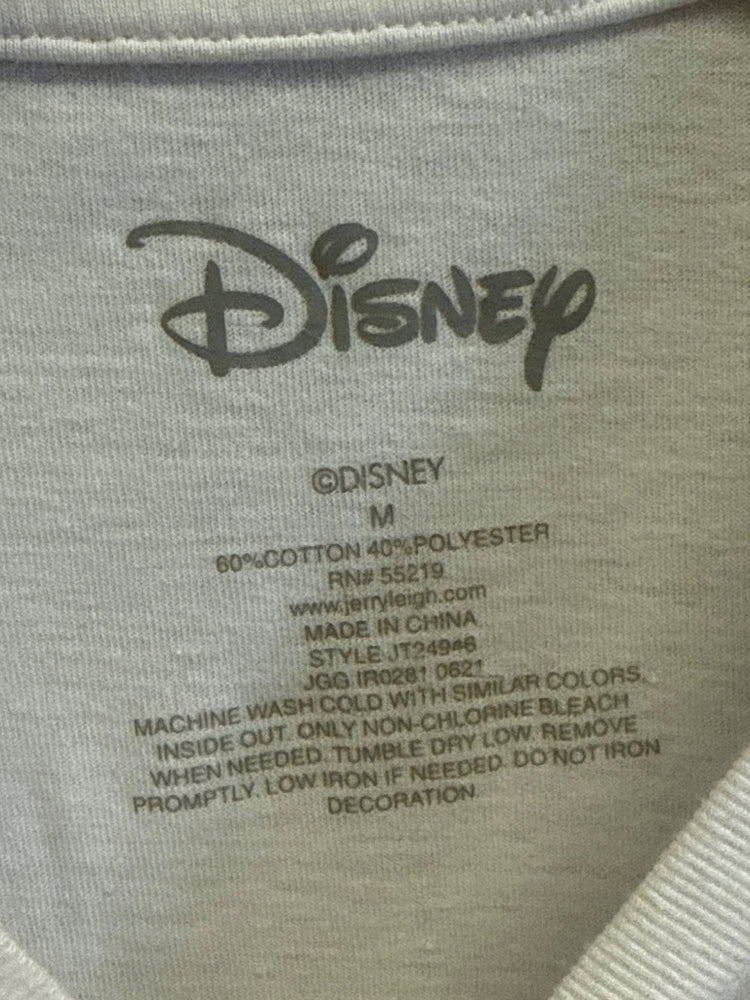 Disney
©DISNEY
M
60%COTTON 40%POLYESTER
RN# 55219
www.jerryleigh.com
MADE IN CHINA
STYLE JT24946
JGG IR0281 0621
MACHINE WASH COLD WITH SIMILAR COLORS.
INSIDE OUT. ONLY NON-CHLORINE BLEACH
WHEN NEEDED. TUMBLE DRY LOW. REMOVE
PROMPTLY. LOW IRON IF NEEDED. DO NOT IRON
DECORATION.